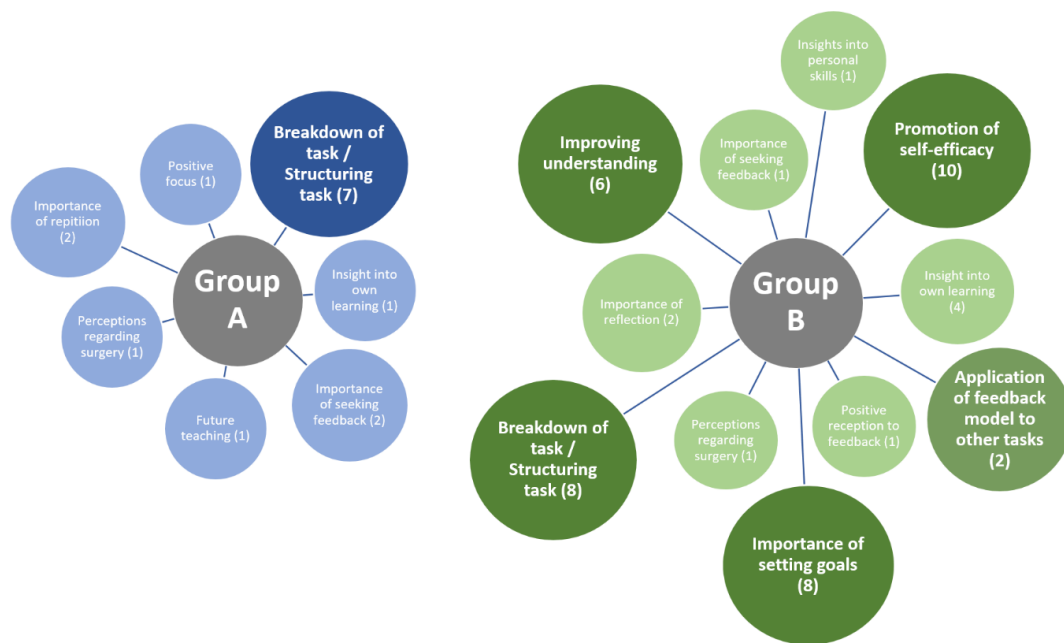 Group
A
Breakdown of
task /
Structuring
task (7)
Positive
focus (1)
Importance
of repitiion
(2)
Insight into
own
learning (1)
Perceptions
regarding
surgery (1)
Importance
of seeking
feedback (2)
Future
teaching (1)
Group
B
Insights into
personal
skills (1)
Improving
understanding
(6)
Importance
of seeking
feedback (1)
Promotion of
self-efficacy
(10)
Importance of
reflection (2)
Insight into
own learning
(4)
Breakdown of
task /
Structuring
task (8)
Perceptions
regarding
surgery (1)
Positive
reception to
feedback (1)
Application
of feedback
model to
other tasks
(2)
Importance of
setting goals
(8)